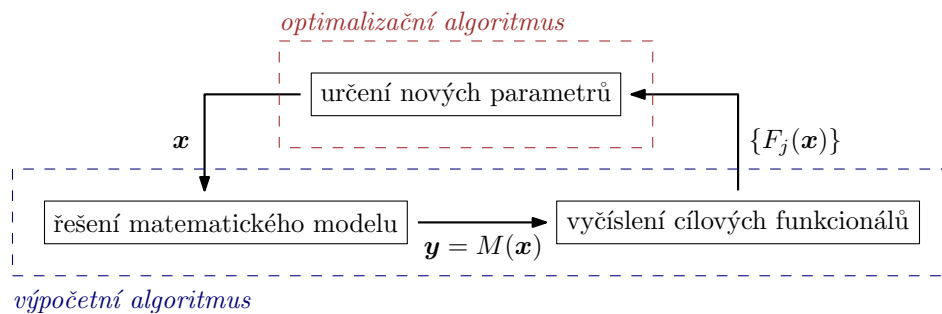 optimalizační algoritmus
určení nových parametrů
x
{F_j(x)}
řešení matematického modelu
vyčíslení cílových funkcionálů
y = M(x)
výpočetní algoritmus